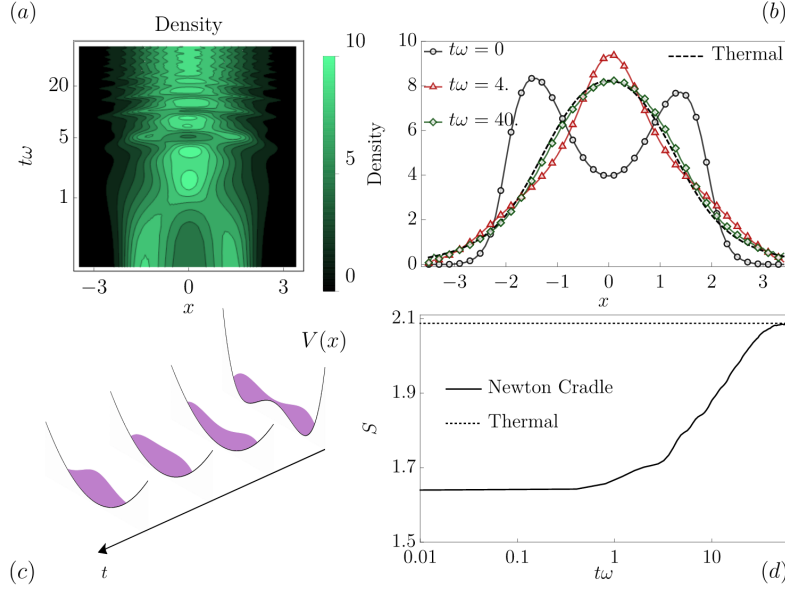 (a)
Density
10
5
0
Density
20
5
1
tω
−3
0
3
x
(b)
10
8
6
4
2
0
tω = 0
tω = 4.
tω = 40.
Thermal
−3
−2
−1
0
1
2
3
x
V(x)
t
(c)
2.1
1.9
1.7
1.5
S
Newton Cradle
Thermal
0.01
0.1
1
10
tω
(d)